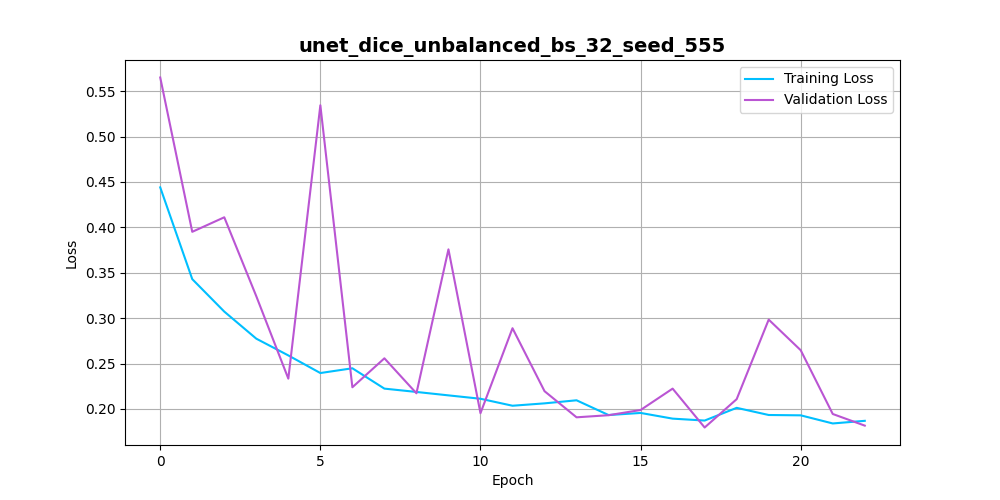 unet_dice_unbalanced_bs_32_seed_555
Training Loss
Validation Loss
0.55
0.50
0.45
0.40
0.35
0.30
0.25
0.20
Loss
0 5 10 15 20
Epoch